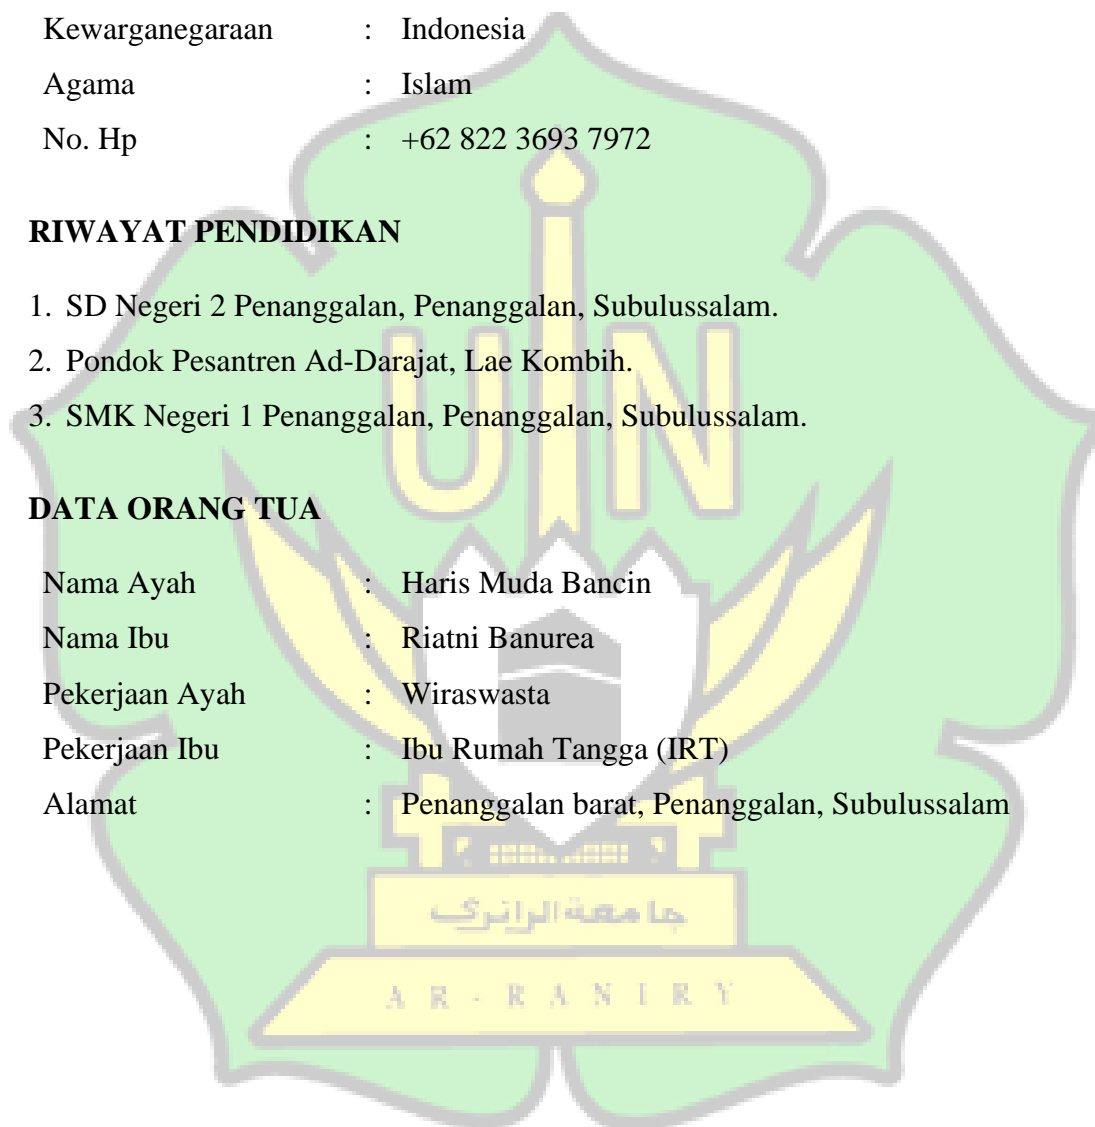 Kewarganegaraan : Indonesia
Agama : Islam
No. Hp : +62 822 3693 7972
RIWAYAT PENDIDIKAN
1. SD Negeri 2 Penanggalan, Penanggalan, Subulussalam.
2. Pondok Pesantren Ad-Darajat, Lae Kombih.
3. SMK Negeri 1 Penanggalan, Penanggalan, Subulussalam.
UIN
DATA ORANG TUA
Nama Ayah : Haris Muda Bancin
Nama Ibu : Riatni Banurea
Pekerjaan Ayah : Wiraswasta
Pekerjaan Ibu : Ibu Rumah Tangga (IRT)
Alamat : Penanggalan barat, Penanggalan, Subulussalam
جامعة الرانري
AR-RANIRY